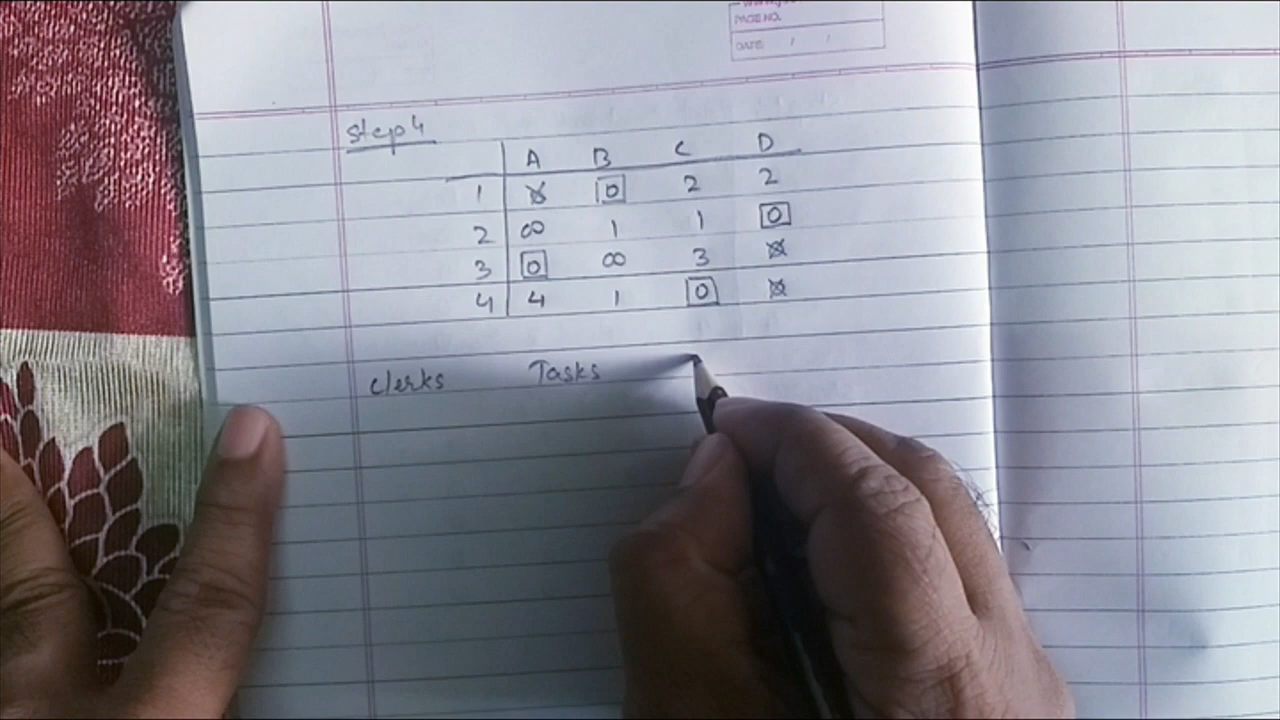 PAGE NO.
DATE / /
Step 4
A B C D
1 0 0 2 2
2 ∞ 1 1 0
3 0 ∞ 3 0
4 4 1 0 0
Clerks Tasks